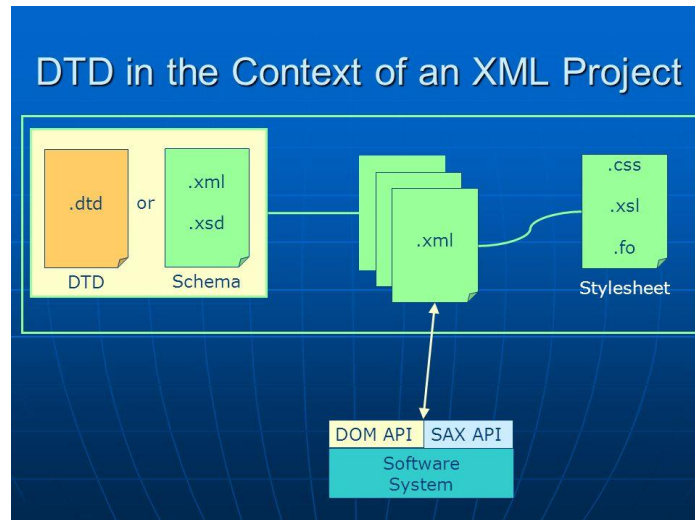 DTD in the Context of an XML Project
.dtd
or
.xml
.xsd
DTD
Schema
.xml
.css
.xsl
.fo
Stylesheet
DOM API
SAX API
Software
System